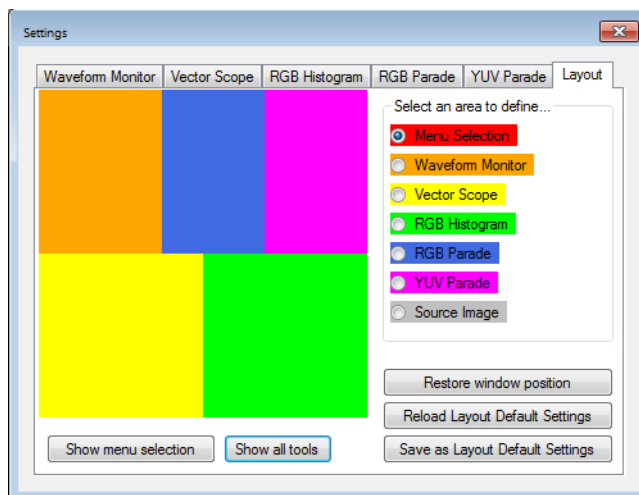 Settings
Waveform Monitor Vector Scope RGB Histogram RGB Parade YUV Parade Layout
Select an area to define...
Menu Selection
Waveform Monitor
Vector Scope
RGB Histogram
RGB Parade
YUV Parade
Source Image
Restore window position
Reload Layout Default Settings
Show menu selection Show all tools Save as Layout Default Settings